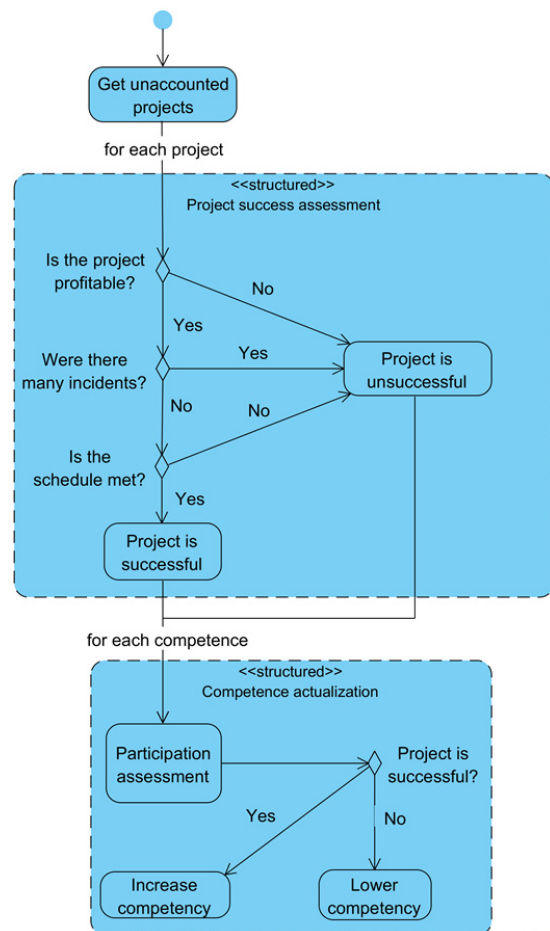 Get unaccounted
projects
for each project
<<structured>>
Project success assessment
Is the project
profitable?
No
Yes
Were there
many incidents?
Yes
Project is
unsuccessful
No
No
Is the
schedule met?
Yes
Project is
successful
for each competence
<<structured>>
Competence actualization
Participation
assessment
Project is
successful?
Yes
No
Increase
competency
Lower
competency